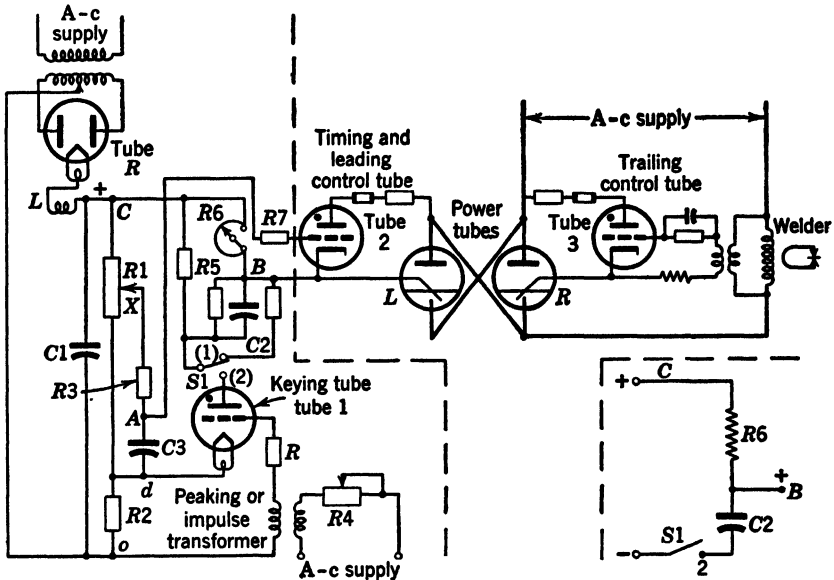 A-c
supply
Tube
R
L
+
C
R6
R7
Timing and
leading
control tube
Tube
2
Power
tubes
A-c supply
Trailing
control tube
Tube
3
Welder
R1
X
R5
B
L
R
C1
C2
(1)
S1
(2)
R3
A
C3
Keying tube
tube 1
R
d
R2
Peaking or
impulse
transformer
R4
o
A-c supply
+
C
R6
+
B
C2
S1
-
2